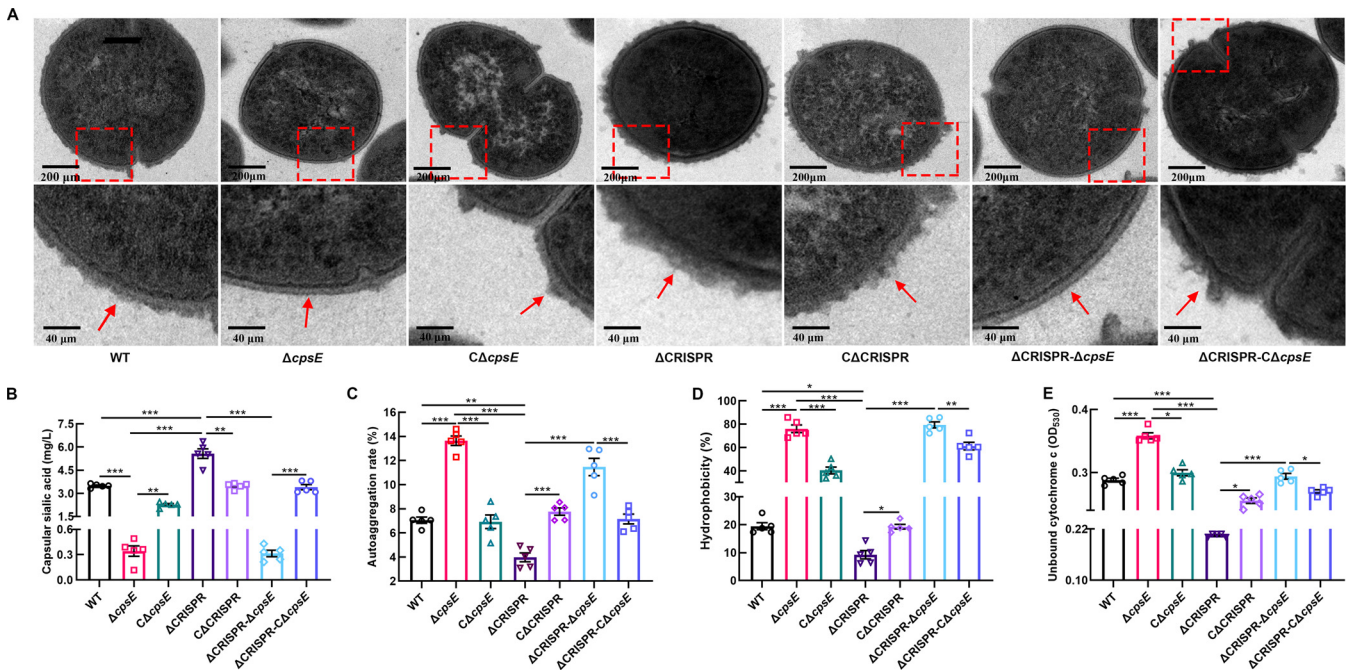 A
200 µm
200µm
200µm
200µm
200µm
200µm
200µm
40 µm
40 µm
40 µm
40 µm
40 µm
40 µm
40 µm
WT
ΔcpsE
CΔcpsE
ΔCRISPR
CΔCRISPR
ΔCRISPR-ΔcpsE
ΔCRISPR-CΔcpsE
B
Capsular sialic acid (mg/L)
7.5
6.0
4.5
3.0
1.5
0.6
0.3
0.0
***
***
***
***
**
**
***
WT
ΔcpsE
CΔcpsE
ΔCRISPR
CΔCRISPR
ΔCRISPR-ΔcpsE
ΔCRISPR-CΔcpsE
C
Autoaggregation rate (%)
16
14
12
10
8
6
4
2
**
***
***
***
***
***
***
WT
ΔcpsE
CΔcpsE
ΔCRISPR
CΔCRISPR
ΔCRISPR-ΔcpsE
ΔCRISPR-CΔcpsE
D
Hydrophobicity (%)
100
80
60
40
20
20
10
0
*
***
***
***
***
**
*
WT
ΔcpsE
CΔcpsE
ΔCRISPR
CΔCRISPR
ΔCRISPR-ΔcpsE
ΔCRISPR-CΔcpsE
E
Unbound cytochrome c (OD530)
0.4
0.3
0.22
0.10
***
***
***
*
***
*
*
WT
ΔcpsE
CΔcpsE
ΔCRISPR
CΔCRISPR
ΔCRISPR-ΔcpsE
ΔCRISPR-CΔcpsE